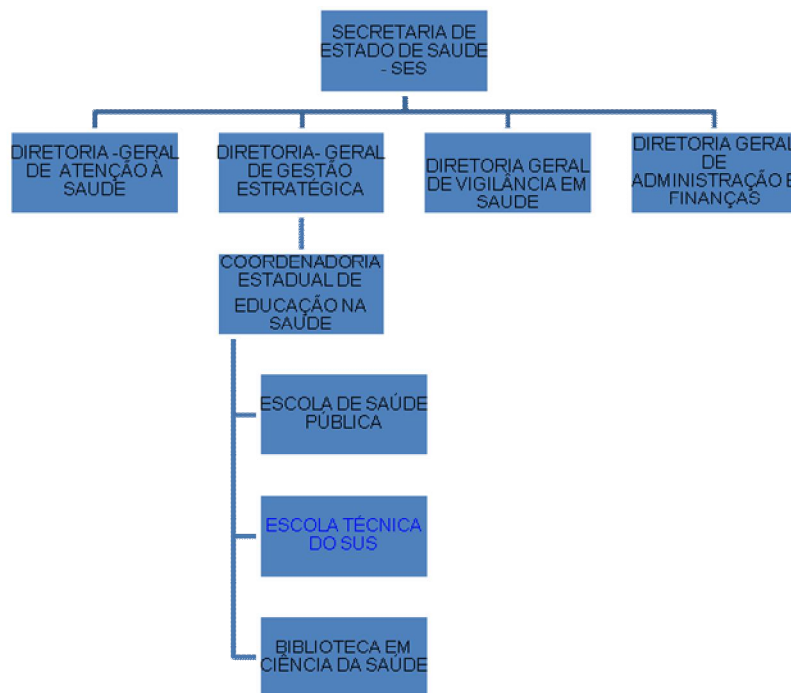 SECRETARIA DE
ESTADO DE SAUDE
- SES
DIRETORIA -GERAL
DE ATENÇÃO À
SAUDE
DIRETORIA- GERAL
DE GESTÃO
ESTRATÉGICA
DIRETORIA GERAL
DE VIGILÂNCIA EM
SAUDE
DIRETORIA GERAL
DE
ADMINISTRAÇÃO E
FINANÇAS
COORDENADORIA
ESTADUAL DE
EDUCAÇÃO NA
SAÚDE
ESCOLA DE SAÚDE
PÚBLICA
ESCOLA TÉCNICA
DO SUS
BIBLIOTECA EM
CIÊNCIA DA SAÚDE